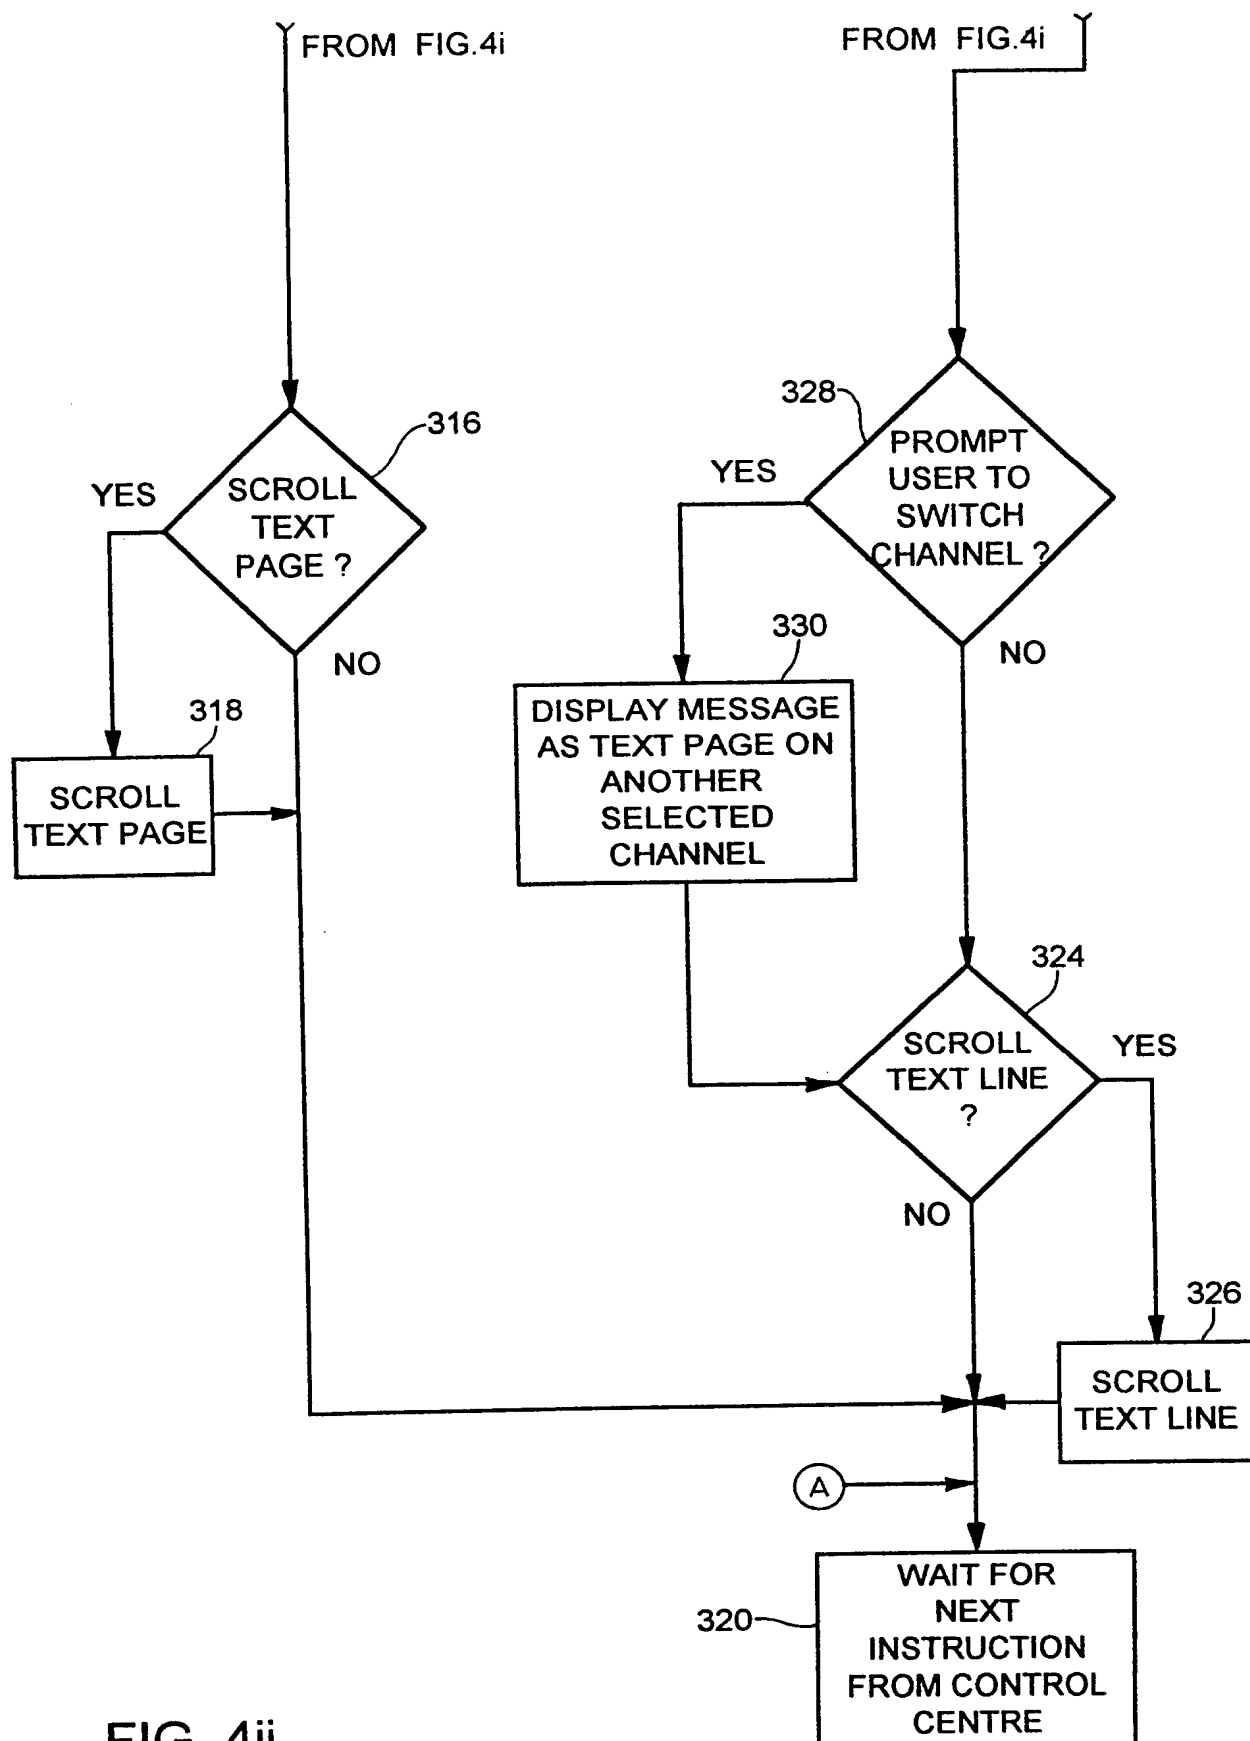 FROM FIG.4i
FROM FIG.4i
316
YES
SCROLL
TEXT
PAGE ?
NO
318
SCROLL
TEXT PAGE
328
YES
PROMPT
USER TO
SWITCH
CHANNEL ?
NO
330
DISPLAY MESSAGE
AS TEXT PAGE ON
ANOTHER
SELECTED
CHANNEL
324
SCROLL
TEXT LINE
?
YES
NO
326
SCROLL
TEXT LINE
A
320
WAIT FOR
NEXT
INSTRUCTION
FROM CONTROL
CENTRE
FIG. 4ii